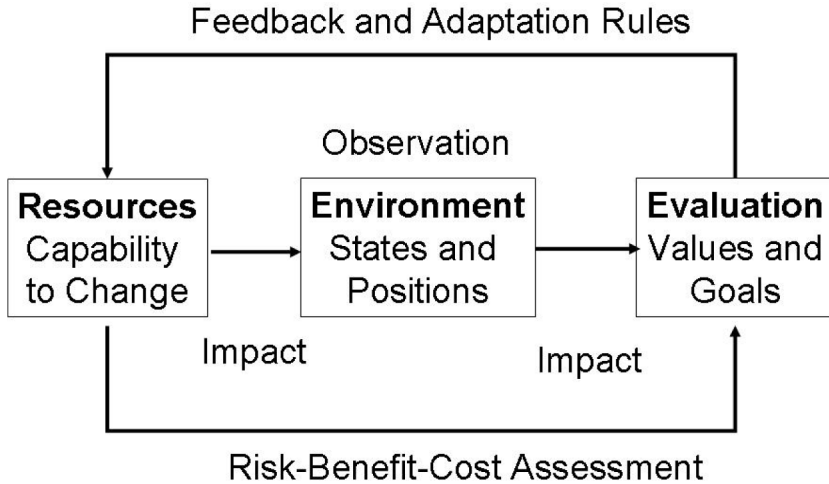 Feedback and Adaptation Rules
Observation
Resources
Capability
to Change
Environment
States and
Positions
Evaluation
Values and
Goals
Impact
Impact
Risk-Benefit-Cost Assessment